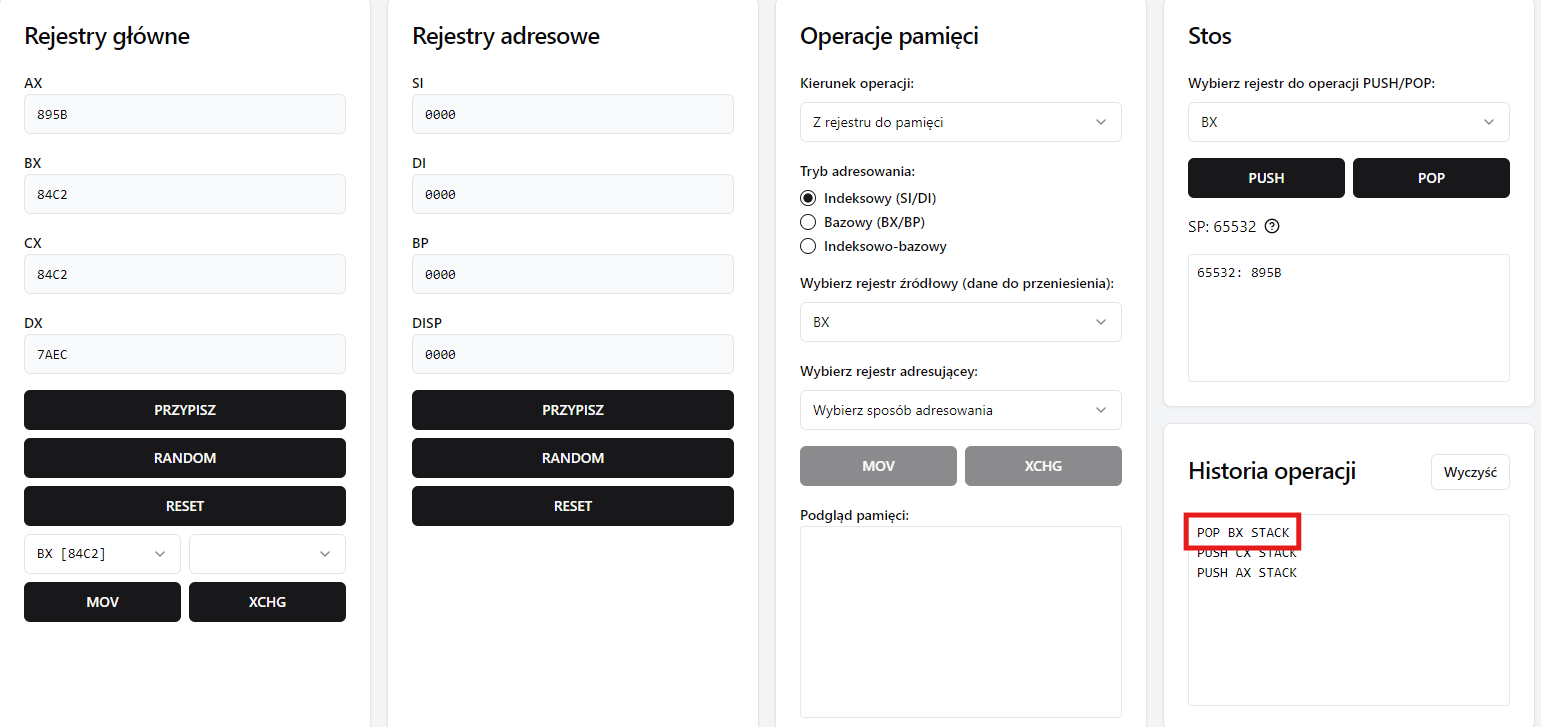 Rejestry główne
AX
895B
BX
84C2
CX
84C2
DX
7AEC
PRZYPISZ
RANDOM
RESET
BX [84C2]
MOV XCHG
Rejestry adresowe
SI
0000
DI
0000
BP
0000
DISP
0000
PRZYPISZ
RANDOM
RESET
Operacje pamięci
Kierunek operacji:
Z rejestru do pamięci
Tryb adresowania:
Indeksowy (SI/DI)
Bazowy (BX/BP)
Indeksowo-bazowy
Wybierz rejestr źródłowy (dane do przeniesienia):
BX
Wybierz rejestr adresującey:
Wybierz sposób adresowania
MOV XCHG
Podgląd pamięci:
Stos
Wybierz rejestr do operacji PUSH/POP:
BX
PUSH POP
SP: 65532
65532: 895B
Historia operacji
Wyczyść
POP BX STACK
PUSH CX STACK
PUSH AX STACK